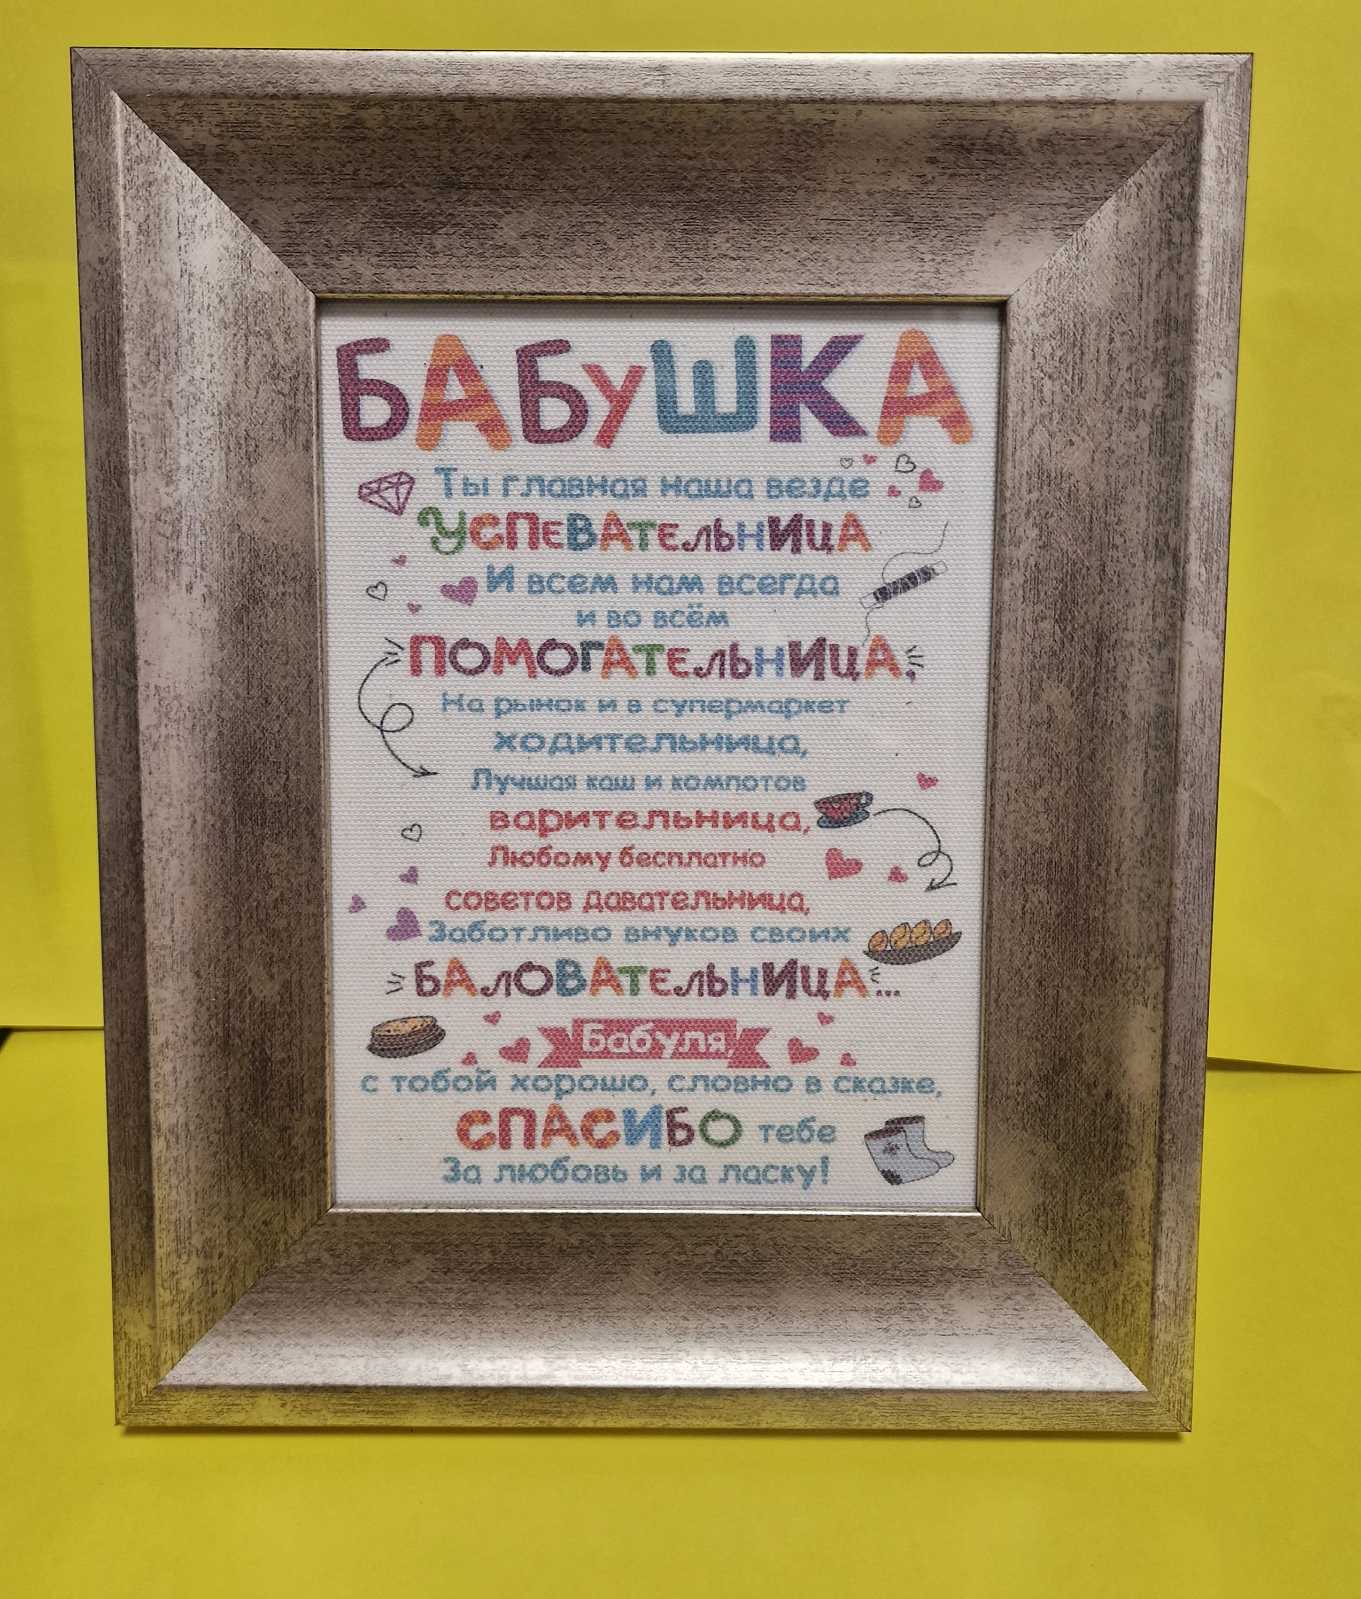 БАБУШКА
Ты главная наша везде
УСПЕВАТЕЛЬНИЦА
И всем нам всегда
и во всём
ПОМОГАТЕЛЬНИЦА,
На рынок и в супермаркет
ходительница,
Лучшая каш и компотов
варительница,
Любому бесплатно
советов давательница,
Заботливо внуков своих
БАЛОВАТЕЛЬНИЦА...
Бабуля,
с тобой хорошо, словно в сказке,
СПАСИБО тебе
За любовь и за ласку!